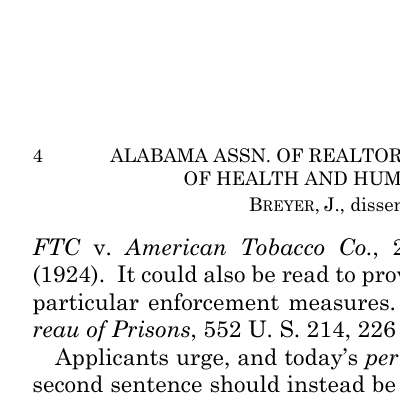 4 ALABAMA ASSN. OF REALTOR
OF HEALTH AND HUM
BREYER, J., dissen
FTC v. American Tobacco Co., 2
(1924). It could also be read to prov
particular enforcement measures.
reau of Prisons, 552 U. S. 214, 226
Applicants urge, and today's per
second sentence should instead be